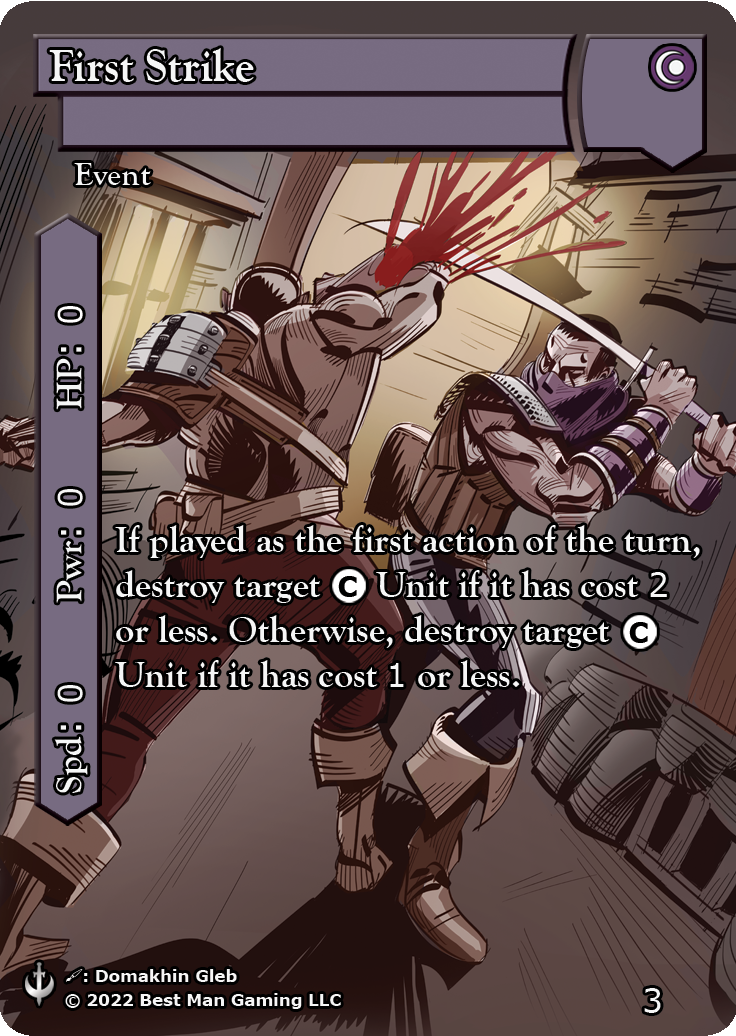 First Strike
Event
HP: 0
Pwr: 0
Spd: 0
If played as the first action of the turn,
destroy target C Unit if it has cost 2
or less. Otherwise, destroy target C
Unit if it has cost 1 or less.
: Domakhin Gleb
© 2022 Best Man Gaming LLC
3